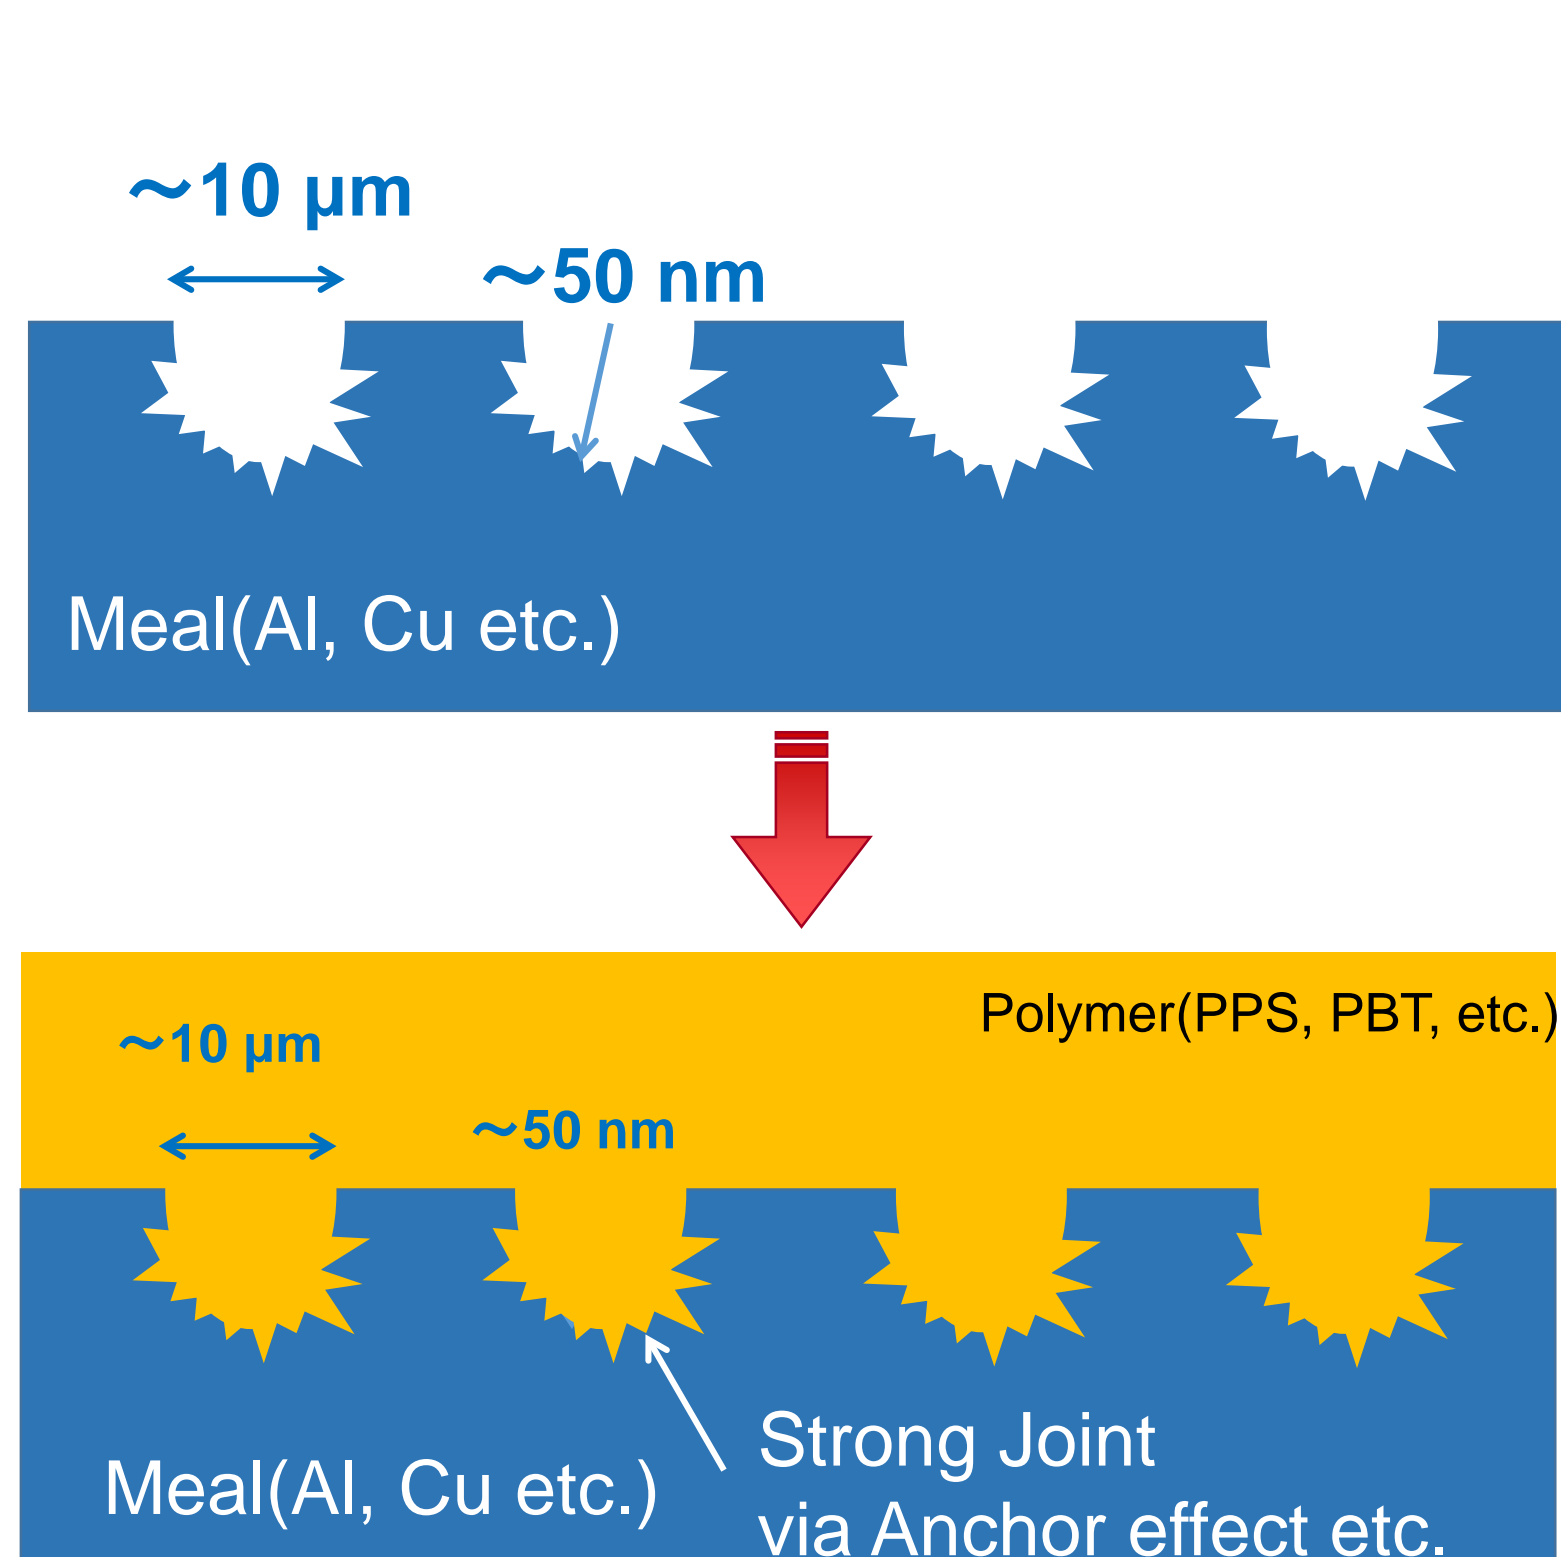 ～10 µm
～50 nm
Meal(Al, Cu etc.)
Polymer(PPS, PBT, etc.)
～10 µm
～50 nm
Strong Joint
Meal(Al, Cu etc.)
via Anchor effect etc.